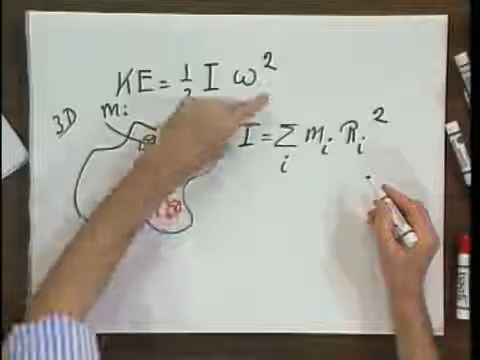 KE = 1/2 I ω²
3D
mi
I = Σi mi Ri²